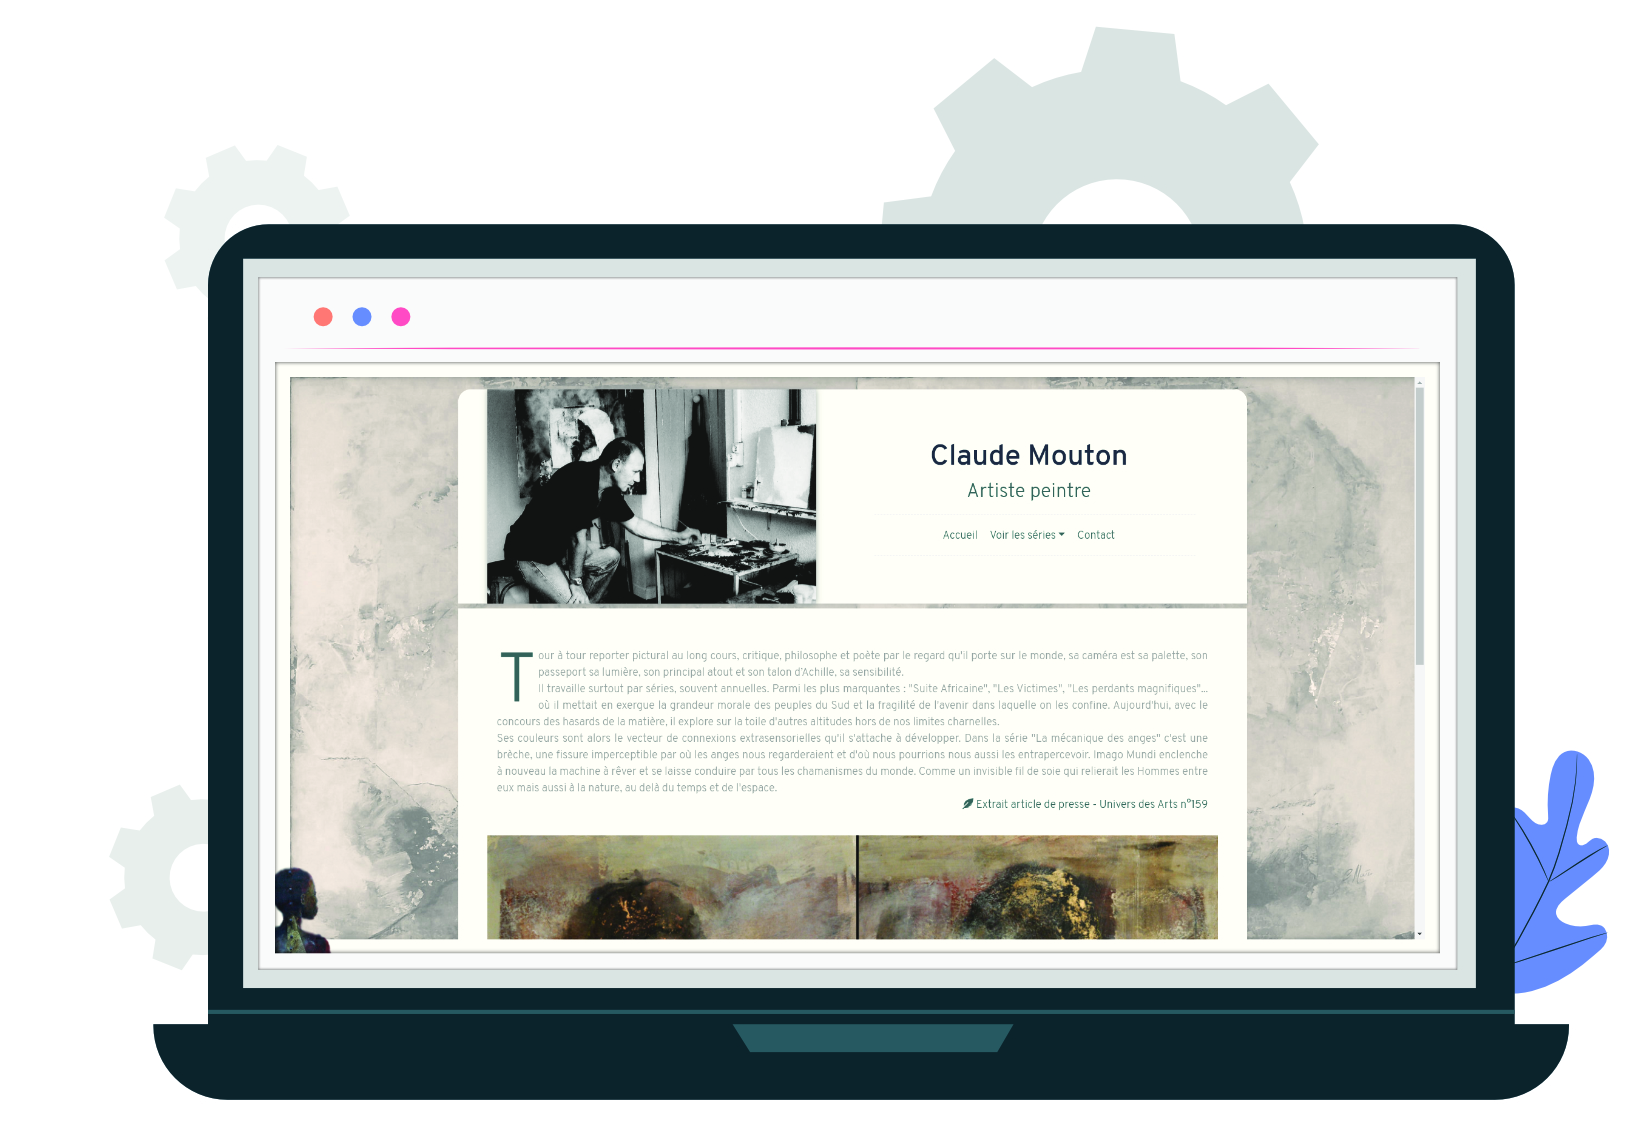 Claude Mouton
Artiste peintre
Accueil Voir les séries Contact
Tour à tour reporter pictural au long cours, critique, philosophe et poète par le regard qu'il porte sur le monde, sa caméra est sa palette, son
passeport sa lumière, son principal atout et son talon d'Achille, sa sensibilité.
Il travaille surtout par séries, souvent annuelles. Parmi les plus marquantes : "Suite Africaine", "Les Victimes", "Les perdants magnifiques"...
où il mettait en exergue la grandeur morale des peuples du Sud et la fragilité de l'avenir dans laquelle on les confine. Aujourd'hui, avec le
concours des hasards de la matière, il explore sur la toile d'autres altitudes hors de nos limites charnelles.
Ses couleurs sont alors le vecteur de connexions extrasensorielles qu'il s'attache à développer. Dans la série "La mécanique des anges" c'est une
brèche, une fissure imperceptible par où les anges nous regarderaient et d'où nous pourrions nous aussi les entrapercevoir. Imago Mundi enclenche
à nouveau la machine à rêver et se laisse conduire par tous les chamanismes du monde. Comme un invisible fil de soie qui relierait les Hommes entre
eux mais aussi à la nature, au delà du temps et de l'espace.
Extrait article de presse - Univers des Arts n°159